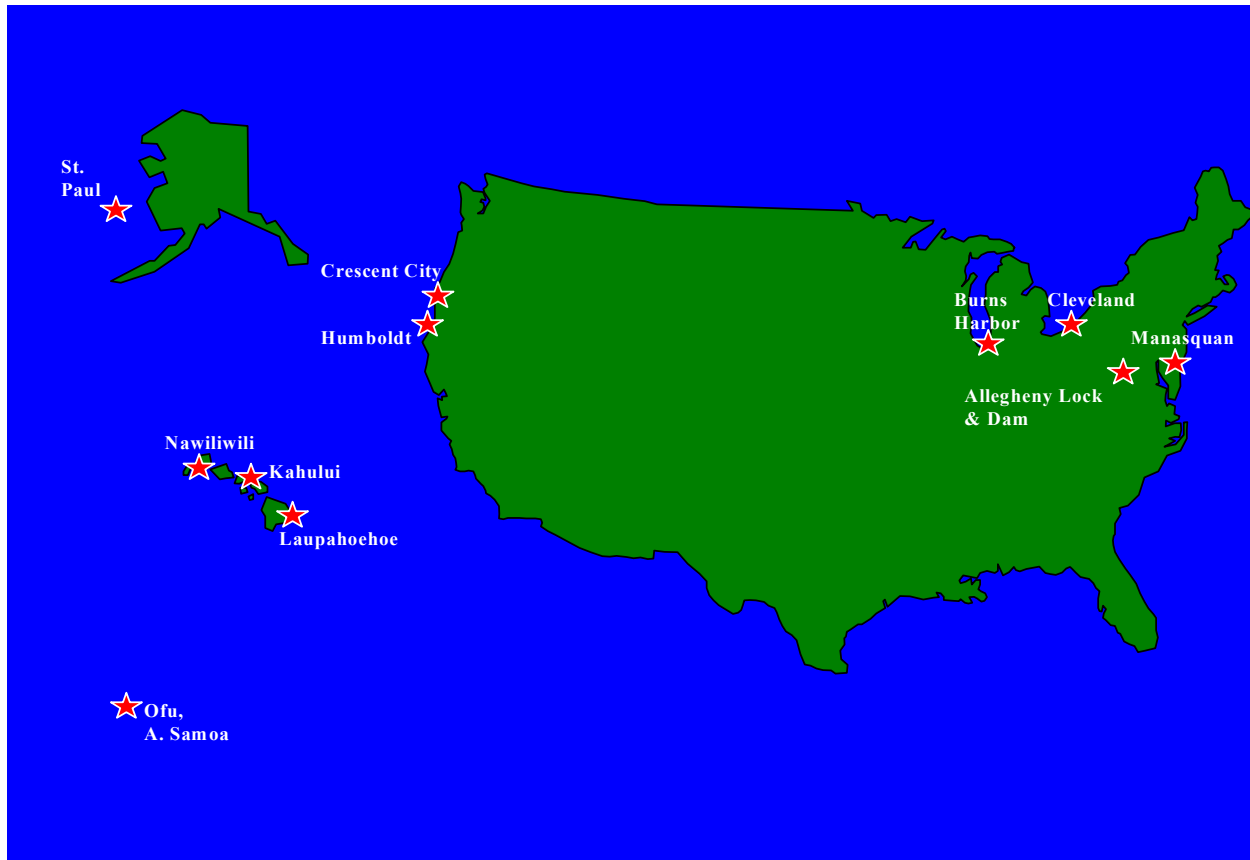 St.
Paul
Crescent City
Humboldt
Burns
Harbor
Cleveland
Manasquan
Allegheny Lock
& Dam
Nawiliwili
Kahului
Laupahoehoe
Ofu,
A. Samoa